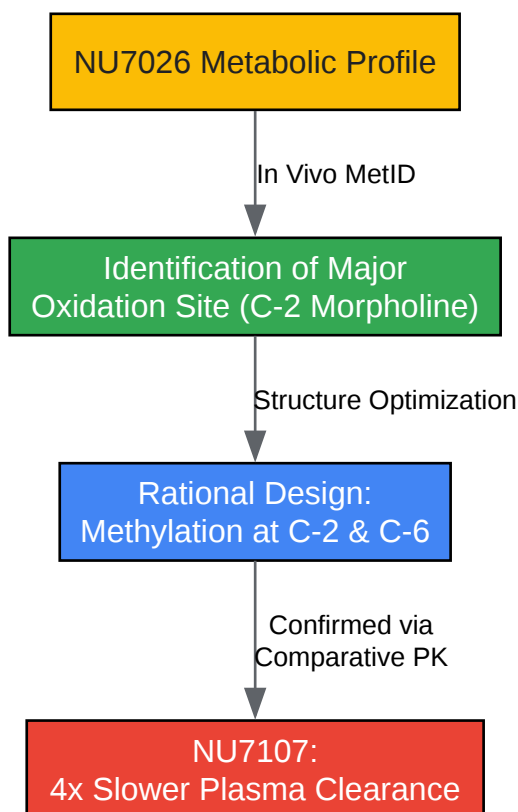 NU7026 Metabolic Profile
In Vivo MetID
Identification of Major
Oxidation Site (C-2 Morpholine)
Structure Optimization
Rational Design:
Methylation at C-2 & C-6
Confirmed via
Comparative PK
NU7107:
4x Slower Plasma Clearance